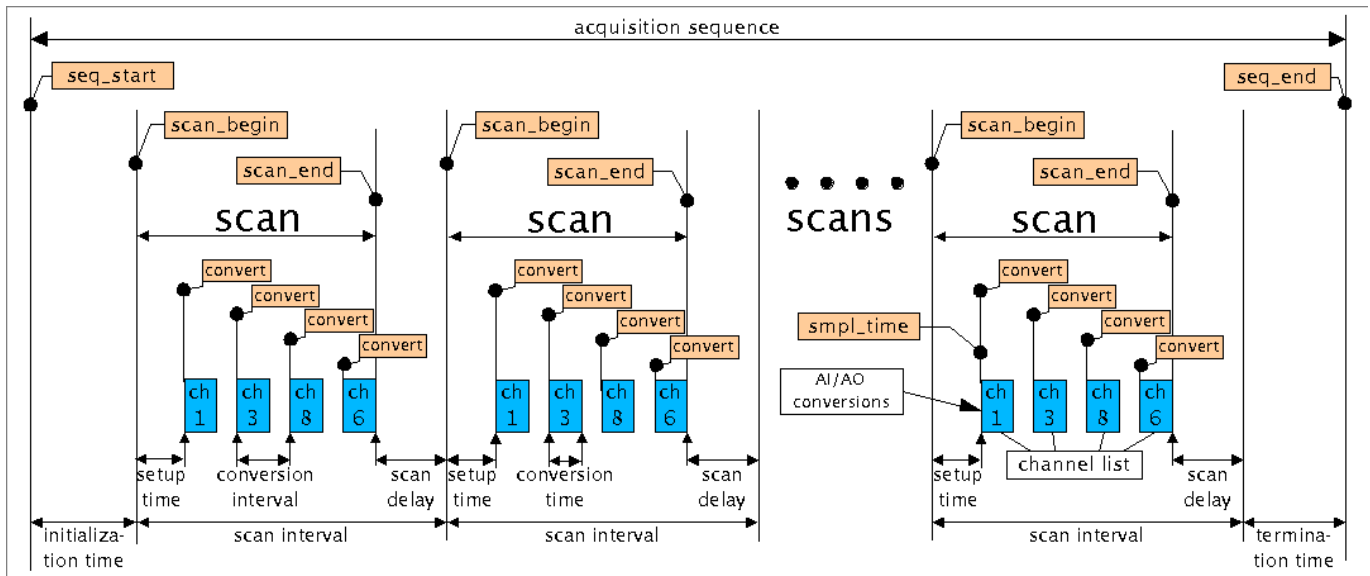 acquisition sequence
seq_start
seq_end
scan_begin
scan_begin
scan_begin
scan_end
scan_end
scan_end
scan
scan
scans
scan
convert
convert
convert
convert
convert
convert
convert
convert
convert
convert
convert
convert
smpl_time
AI/AO
conversions
ch
1
ch
3
ch
8
ch
6
ch
1
ch
3
ch
8
ch
6
ch
1
ch
3
ch
8
ch
6
channel list
setup
time
conversion
interval
scan
delay
setup
time
conversion
time
scan
delay
setup
time
scan
delay
initializa-
tion time
scan interval
scan interval
scan interval
termina-
tion time